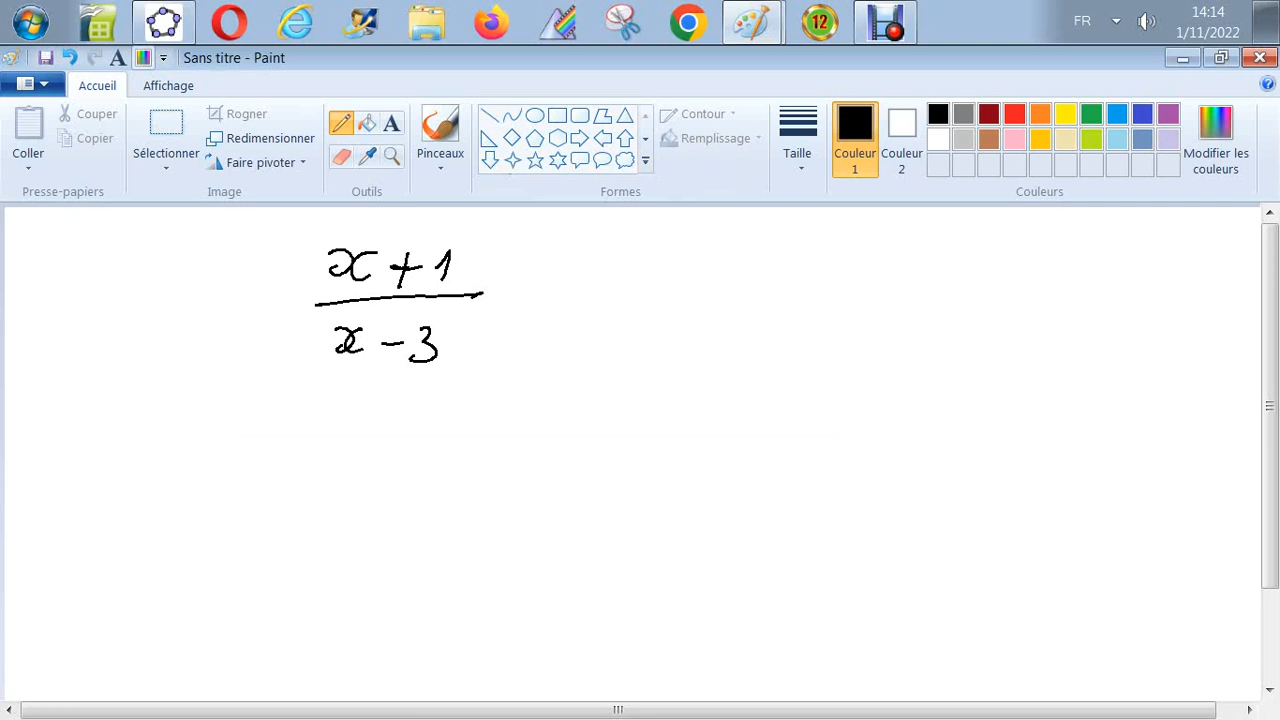 FR
14:14
1/11/2022
12
Sans titre - Paint
Accueil
Affichage
Coller
Couper
Copier
Presse-papiers
Sélectionner
Rogner
Redimensionner
Faire pivoter
Image
A
Outils
Pinceaux
Contour
Remplissage
Formes
Taille
Couleur
1
Couleur
2
Modifier les
couleurs
Couleurs
x + 1
x - 3